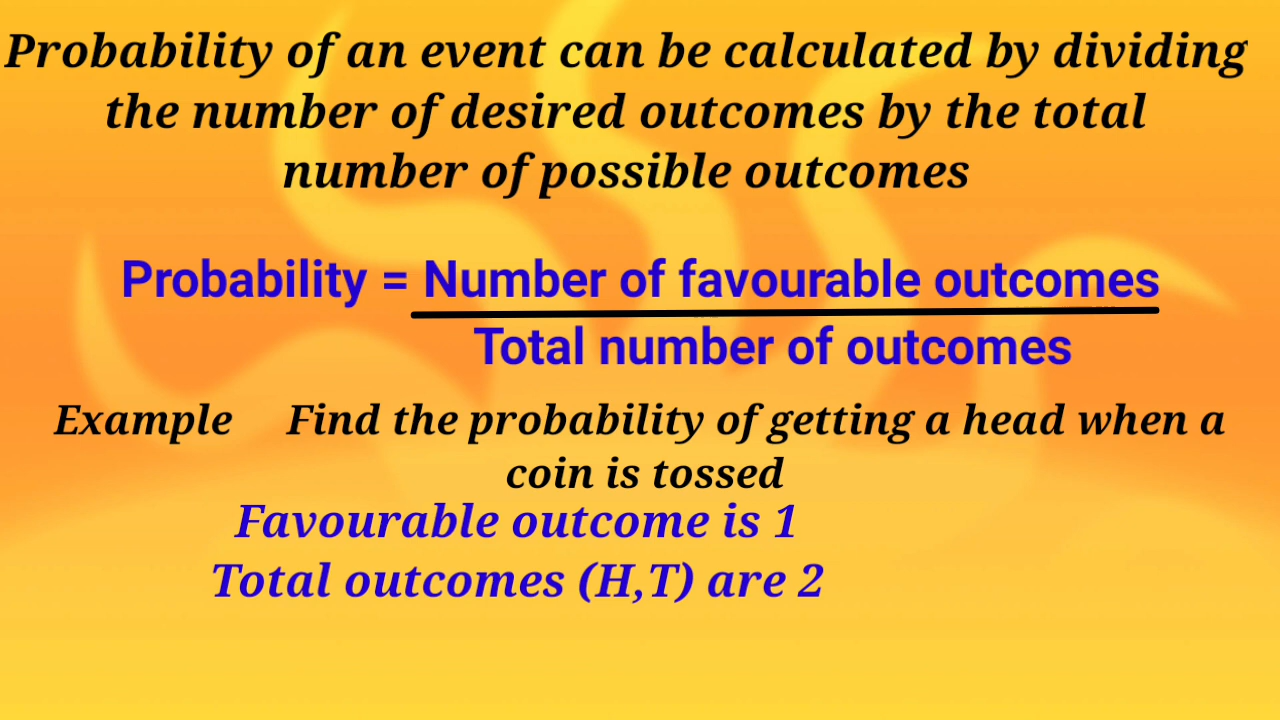 Probability of an event can be calculated by dividing
the number of desired outcomes by the total
number of possible outcomes
Probability = Number of favourable outcomes
Total number of outcomes
Example Find the probability of getting a head when a
coin is tossed
Favourable outcome is 1
Total outcomes (H,T) are 2